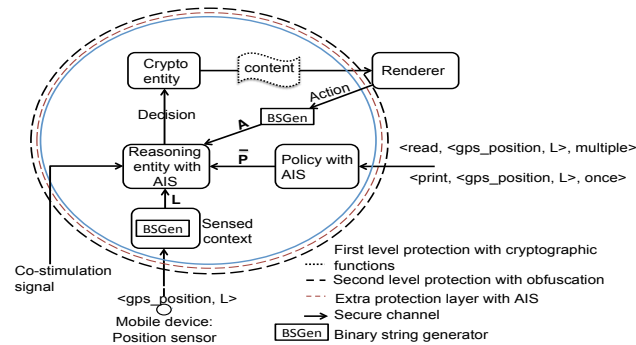 Crypto
entity
content
Renderer
Decision
Action
BSGen
A
<read, <gps_position, L>, multiple>
Reasoning
entity with
AIS
P̅
Policy with
AIS
<print, <gps_position, L>, once>
L
BSGen
Sensed
context
Co-stimulation
signal
<gps_position, L>
Mobile device:
Position sensor
First level protection with cryptographic
functions
Second level protection with obfuscation
Extra protection layer with AIS
Secure channel
BSGen Binary string generator